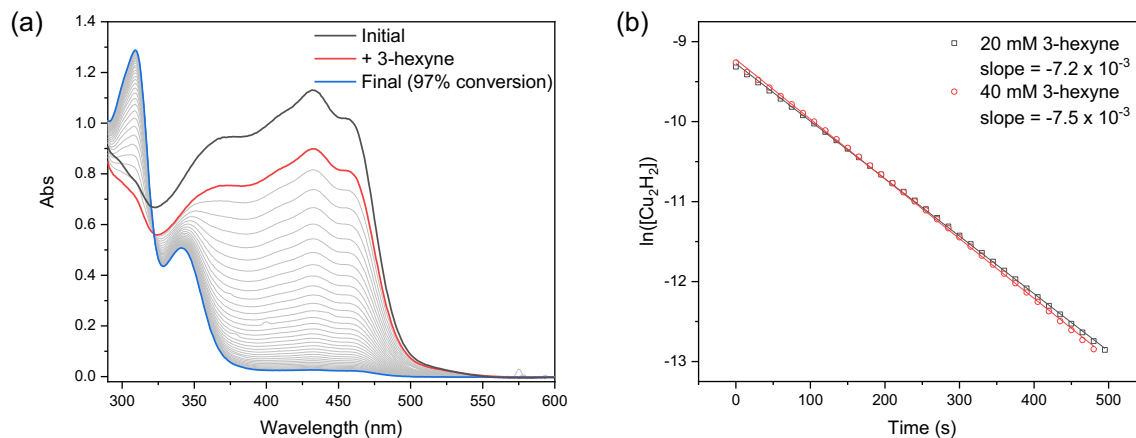 (a)
1.4
1.2
1.0
0.8
0.6
0.4
0.2
0.0
Abs
Initial
+ 3-hexyne
Final (97% conversion)
300 350 400 450 500 550 600
Wavelength (nm)
(b)
-9
-10
-11
-12
-13
ln([Cu₂H₂])
20 mM 3-hexyne
slope = -7.2 x 10⁻³
40 mM 3-hexyne
slope = -7.5 x 10⁻³
0 100 200 300 400 500
Time (s)